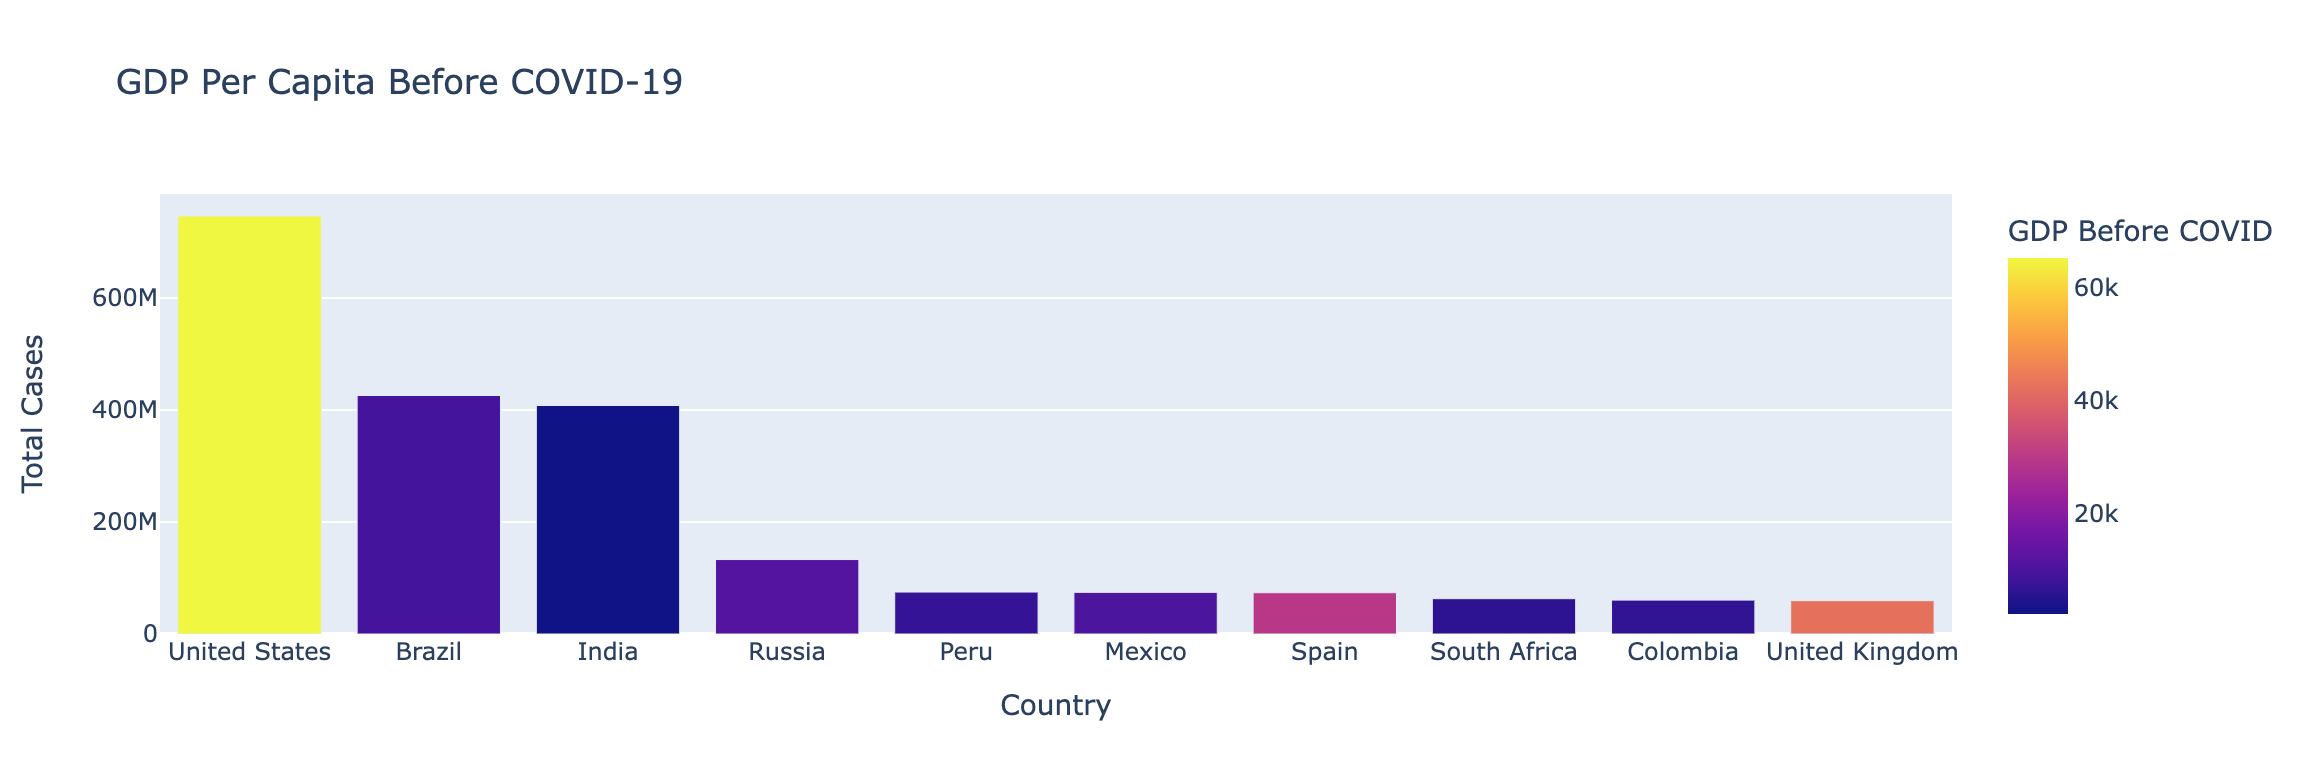 GDP Per Capita Before COVID-19
Total Cases
600M
400M
200M
0
United States Brazil India Russia Peru Mexico Spain South Africa Colombia United Kingdom
Country
GDP Before COVID
60k
40k
20k